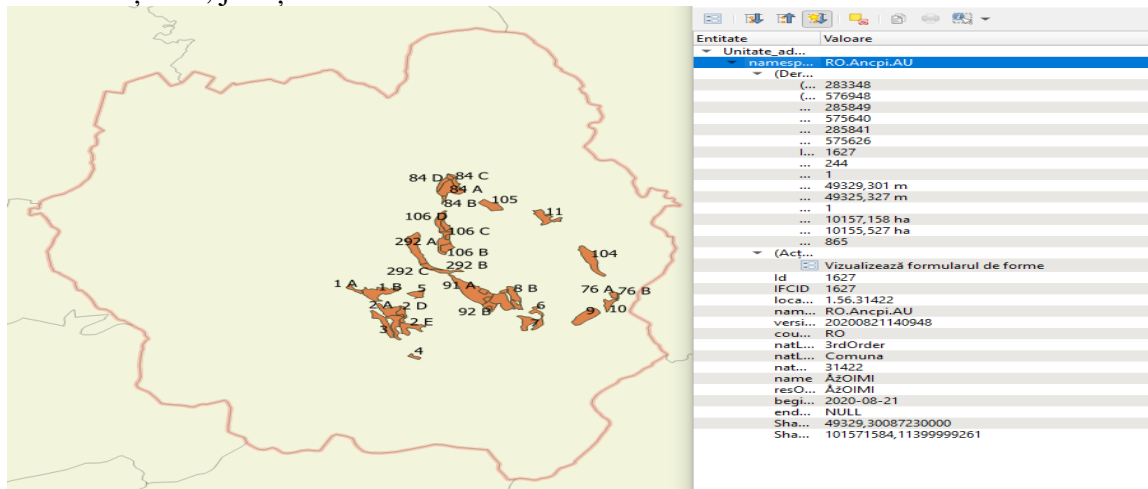 84 D 84 C
84 A
84 B 105
106 D 11
106 C
292 A
106 B 104
292 B
292 C
1 A 1 B 5 91 A 8 B 76 A 76 B
2 A 2 D 92 B 6 9 10
3 2 E 7
4
Entitate Valoare
Unitate_ad...
namesp... RO.Ancpi.AU
(Der...
(... 283348
(... 576948
... 285849
... 575640
... 285841
... 575626
I... 1627
... 244
... 1
... 49329,301 m
... 49325,327 m
... 1
... 10157,158 ha
... 10155,527 ha
... 865
(Acț...
Vizualizează formularul de forme
Id 1627
IFCID 1627
loca... 1.56.31422
nam... RO.Ancpi.AU
versi... 20200821140948
cou... RO
natL... 3rdOrder
natL... Comuna
nat... 31422
name ÅžOIMI
resO... ÅžOIMI
begi... 2020-08-21
end... NULL
Sha... 49329,30087230000
Sha... 101571584,11399999261